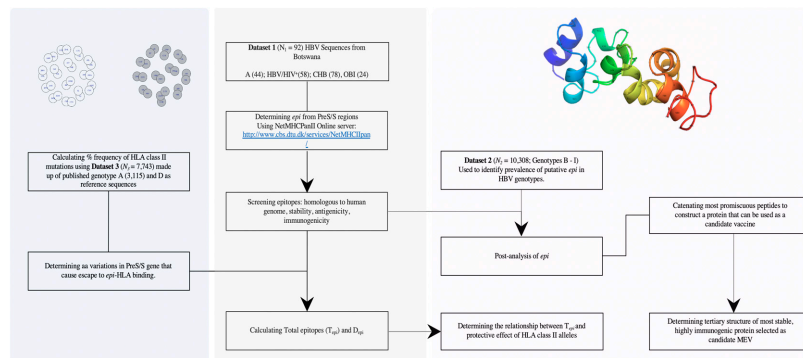 Dataset 1 (N₁ = 92) HBV Sequences from
Botswana
A (44); HBV/HIV⁺(58); CHB (78), OBI (24)
Determining epi from PreS/S regions
Using NetMHCPanII Online server:
http://www.cbs.dtu.dk/services/NetMHCIIpan
/
Calculating % frequency of HLA class II
mutations using Dataset 3 (N₃ = 7,743) made
up of published genotype A (3,115) and D as
reference sequences
Screening epitopes: homologous to human
genome, stability, antigenicity,
immunogenicity
Dataset 2 (N₂ = 10,308; Genotypes B - I)
Used to identify prevalence of putative epi in
HBV genotypes.
Catenating most promiscuous peptides to
construct a protein that can be used as a
candidate vaccine
Post-analysis of epi
Determining aa variations in PreS/S gene that
cause escape to epi-HLA binding.
Calculating Total epitopes (Tₑₚᵢ) and Dₑₚᵢ
Determining the relationship between Tₑₚᵢ and
protective effect of HLA class II alleles
Determining tertiary structure of most stable,
highly immunogenic protein selected as
candidate MEV